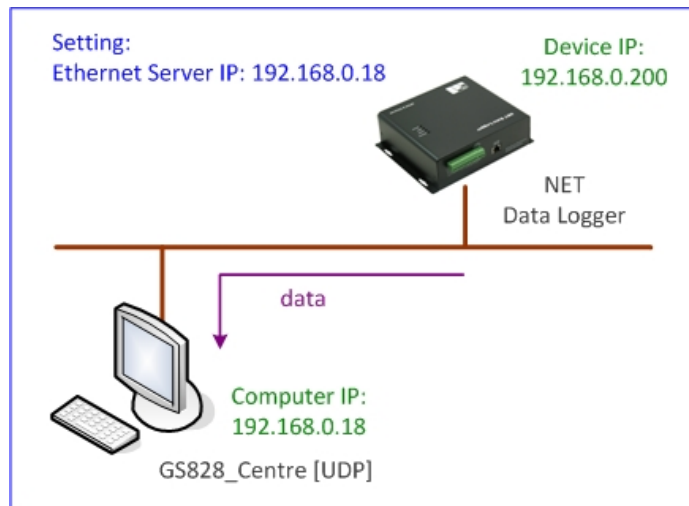 Setting:
Ethernet Server IP: 192.168.0.18
Device IP:
192.168.0.200
NET
Data Logger
data
Computer IP:
192.168.0.18
GS828_Centre [UDP]